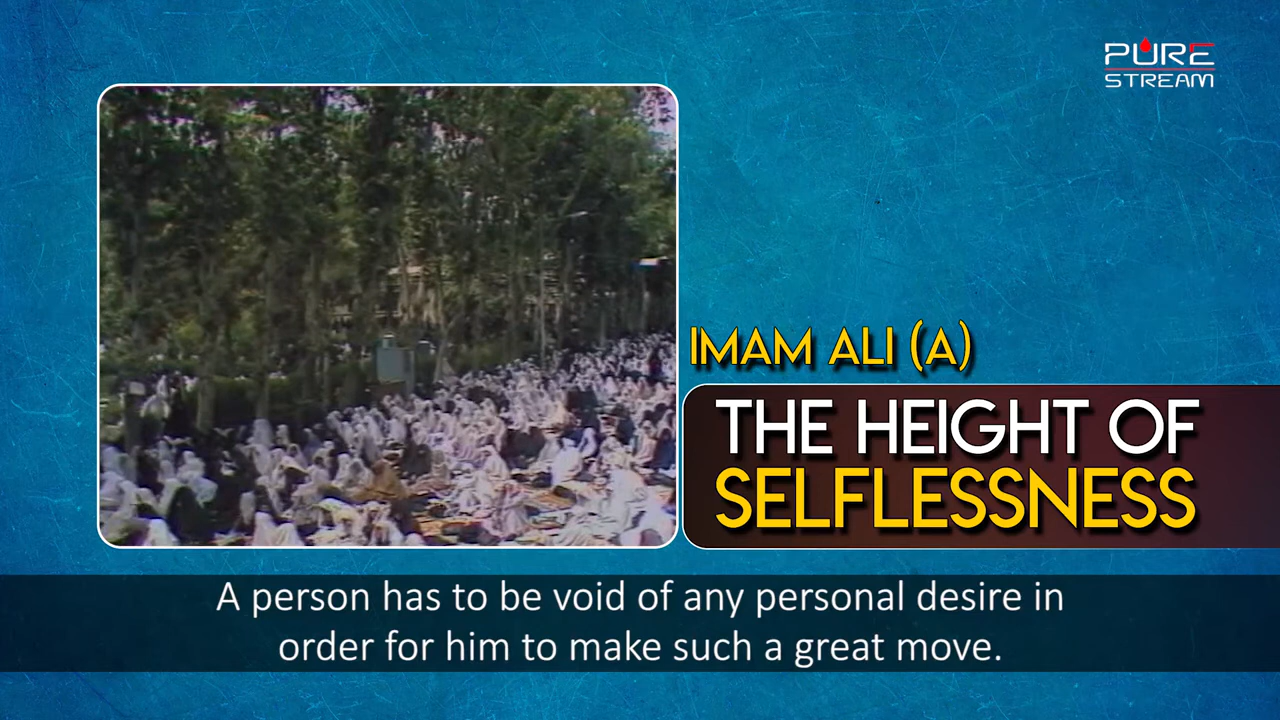 PURE
STREAM
IMAM ALI (A)
THE HEIGHT OF
SELFLESSNESS
A person has to be void of any personal desire in
order for him to make such a great move.